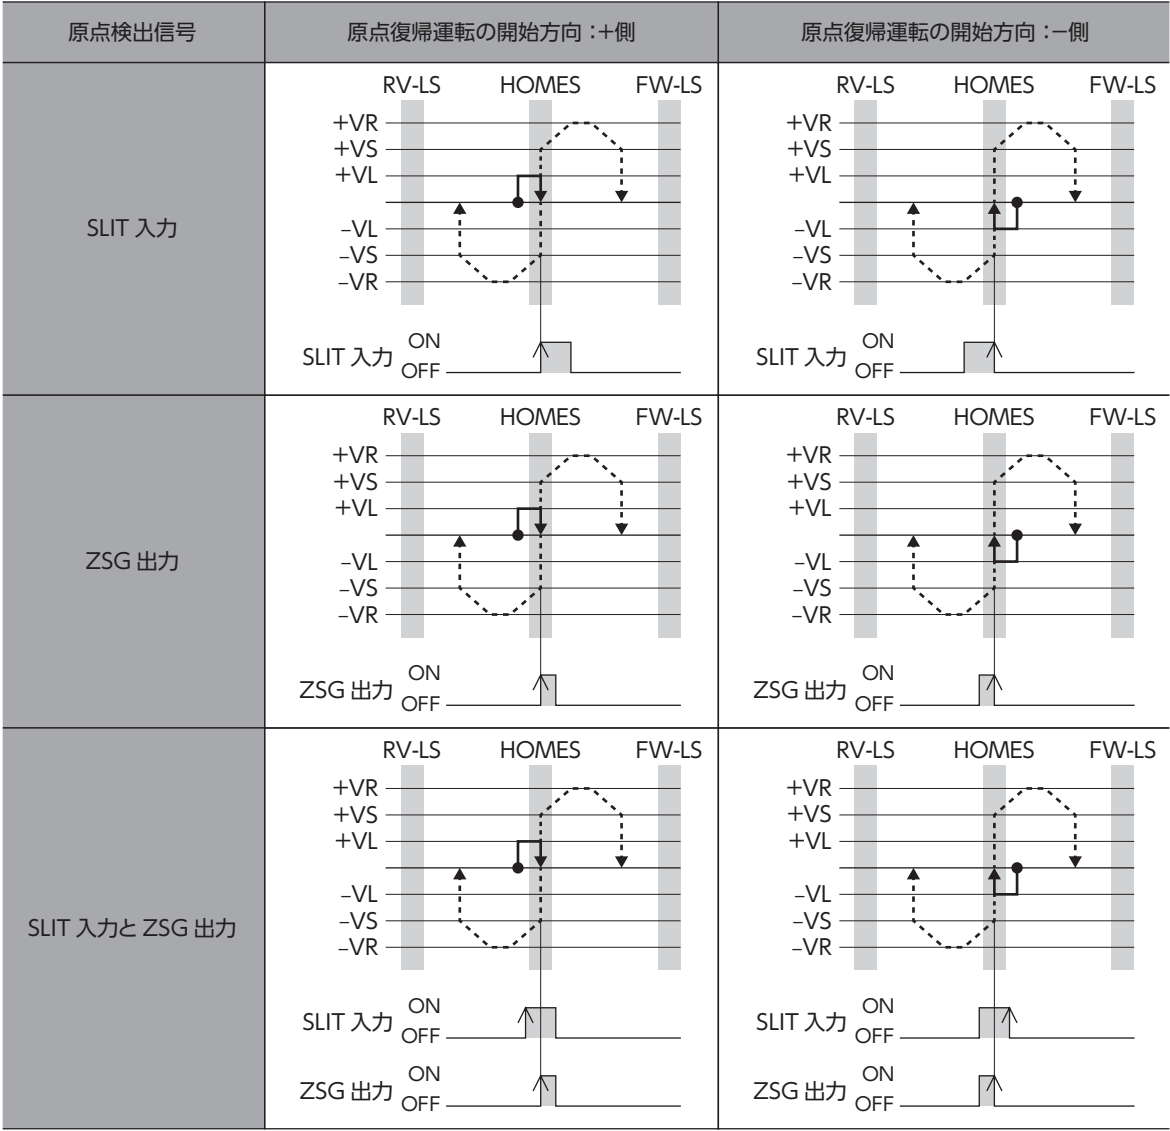 原点検出信号
原点復帰運転の開始方向：+側
原点復帰運転の開始方向：−側
SLIT 入力
RV-LS HOMES FW-LS
+VR
+VS
+VL
–VL
–VS
–VR
SLIT 入力 ON
OFF
RV-LS HOMES FW-LS
+VR
+VS
+VL
–VL
–VS
–VR
SLIT 入力 ON
OFF
ZSG 出力
RV-LS HOMES FW-LS
+VR
+VS
+VL
–VL
–VS
–VR
ZSG 出力 ON
OFF
RV-LS HOMES FW-LS
+VR
+VS
+VL
–VL
–VS
–VR
ZSG 出力 ON
OFF
SLIT 入力と ZSG 出力
RV-LS HOMES FW-LS
+VR
+VS
+VL
–VL
–VS
–VR
SLIT 入力 ON
OFF
ZSG 出力 ON
OFF
RV-LS HOMES FW-LS
+VR
+VS
+VL
–VL
–VS
–VR
SLIT 入力 ON
OFF
ZSG 出力 ON
OFF